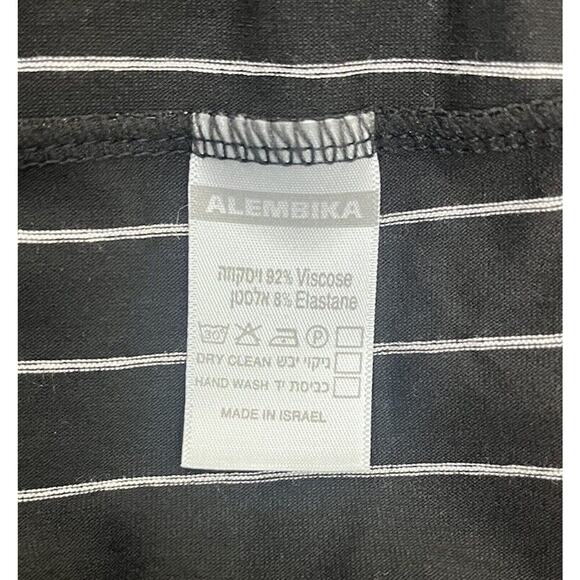 ALEMBIKA
ויסקוזה 92% Viscose
אלסטן 8% Elastane
P
DRY CLEAN ניקוי יבש
HAND WASH כביסת יד
MADE IN ISRAEL